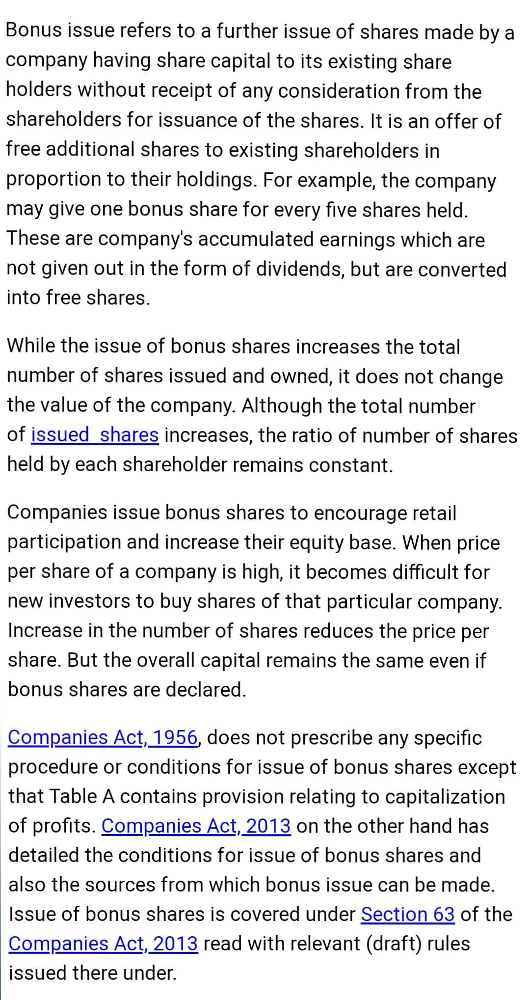 Bonus issue refers to a further issue of shares made by a
company having share capital to its existing share
holders without receipt of any consideration from the
shareholders for issuance of the shares. It is an offer of
free additional shares to existing shareholders in
proportion to their holdings. For example, the company
may give one bonus share for every five shares held.
These are company's accumulated earnings which are
not given out in the form of dividends, but are converted
into free shares.
While the issue of bonus shares increases the total
number of shares issued and owned, it does not change
the value of the company. Although the total number
of issued shares increases, the ratio of number of shares
held by each shareholder remains constant.
Companies issue bonus shares to encourage retail
participation and increase their equity base. When price
per share of a company is high, it becomes difficult for
new investors to buy shares of that particular company.
Increase in the number of shares reduces the price per
share. But the overall capital remains the same even if
bonus shares are declared.
Companies Act, 1956, does not prescribe any specific
procedure or conditions for issue of bonus shares except
that Table A contains provision relating to capitalization
of profits. Companies Act, 2013 on the other hand has
detailed the conditions for issue of bonus shares and
also the sources from which bonus issue can be made.
Issue of bonus shares is covered under Section 63 of the
Companies Act, 2013 read with relevant (draft) rules
issued there under.